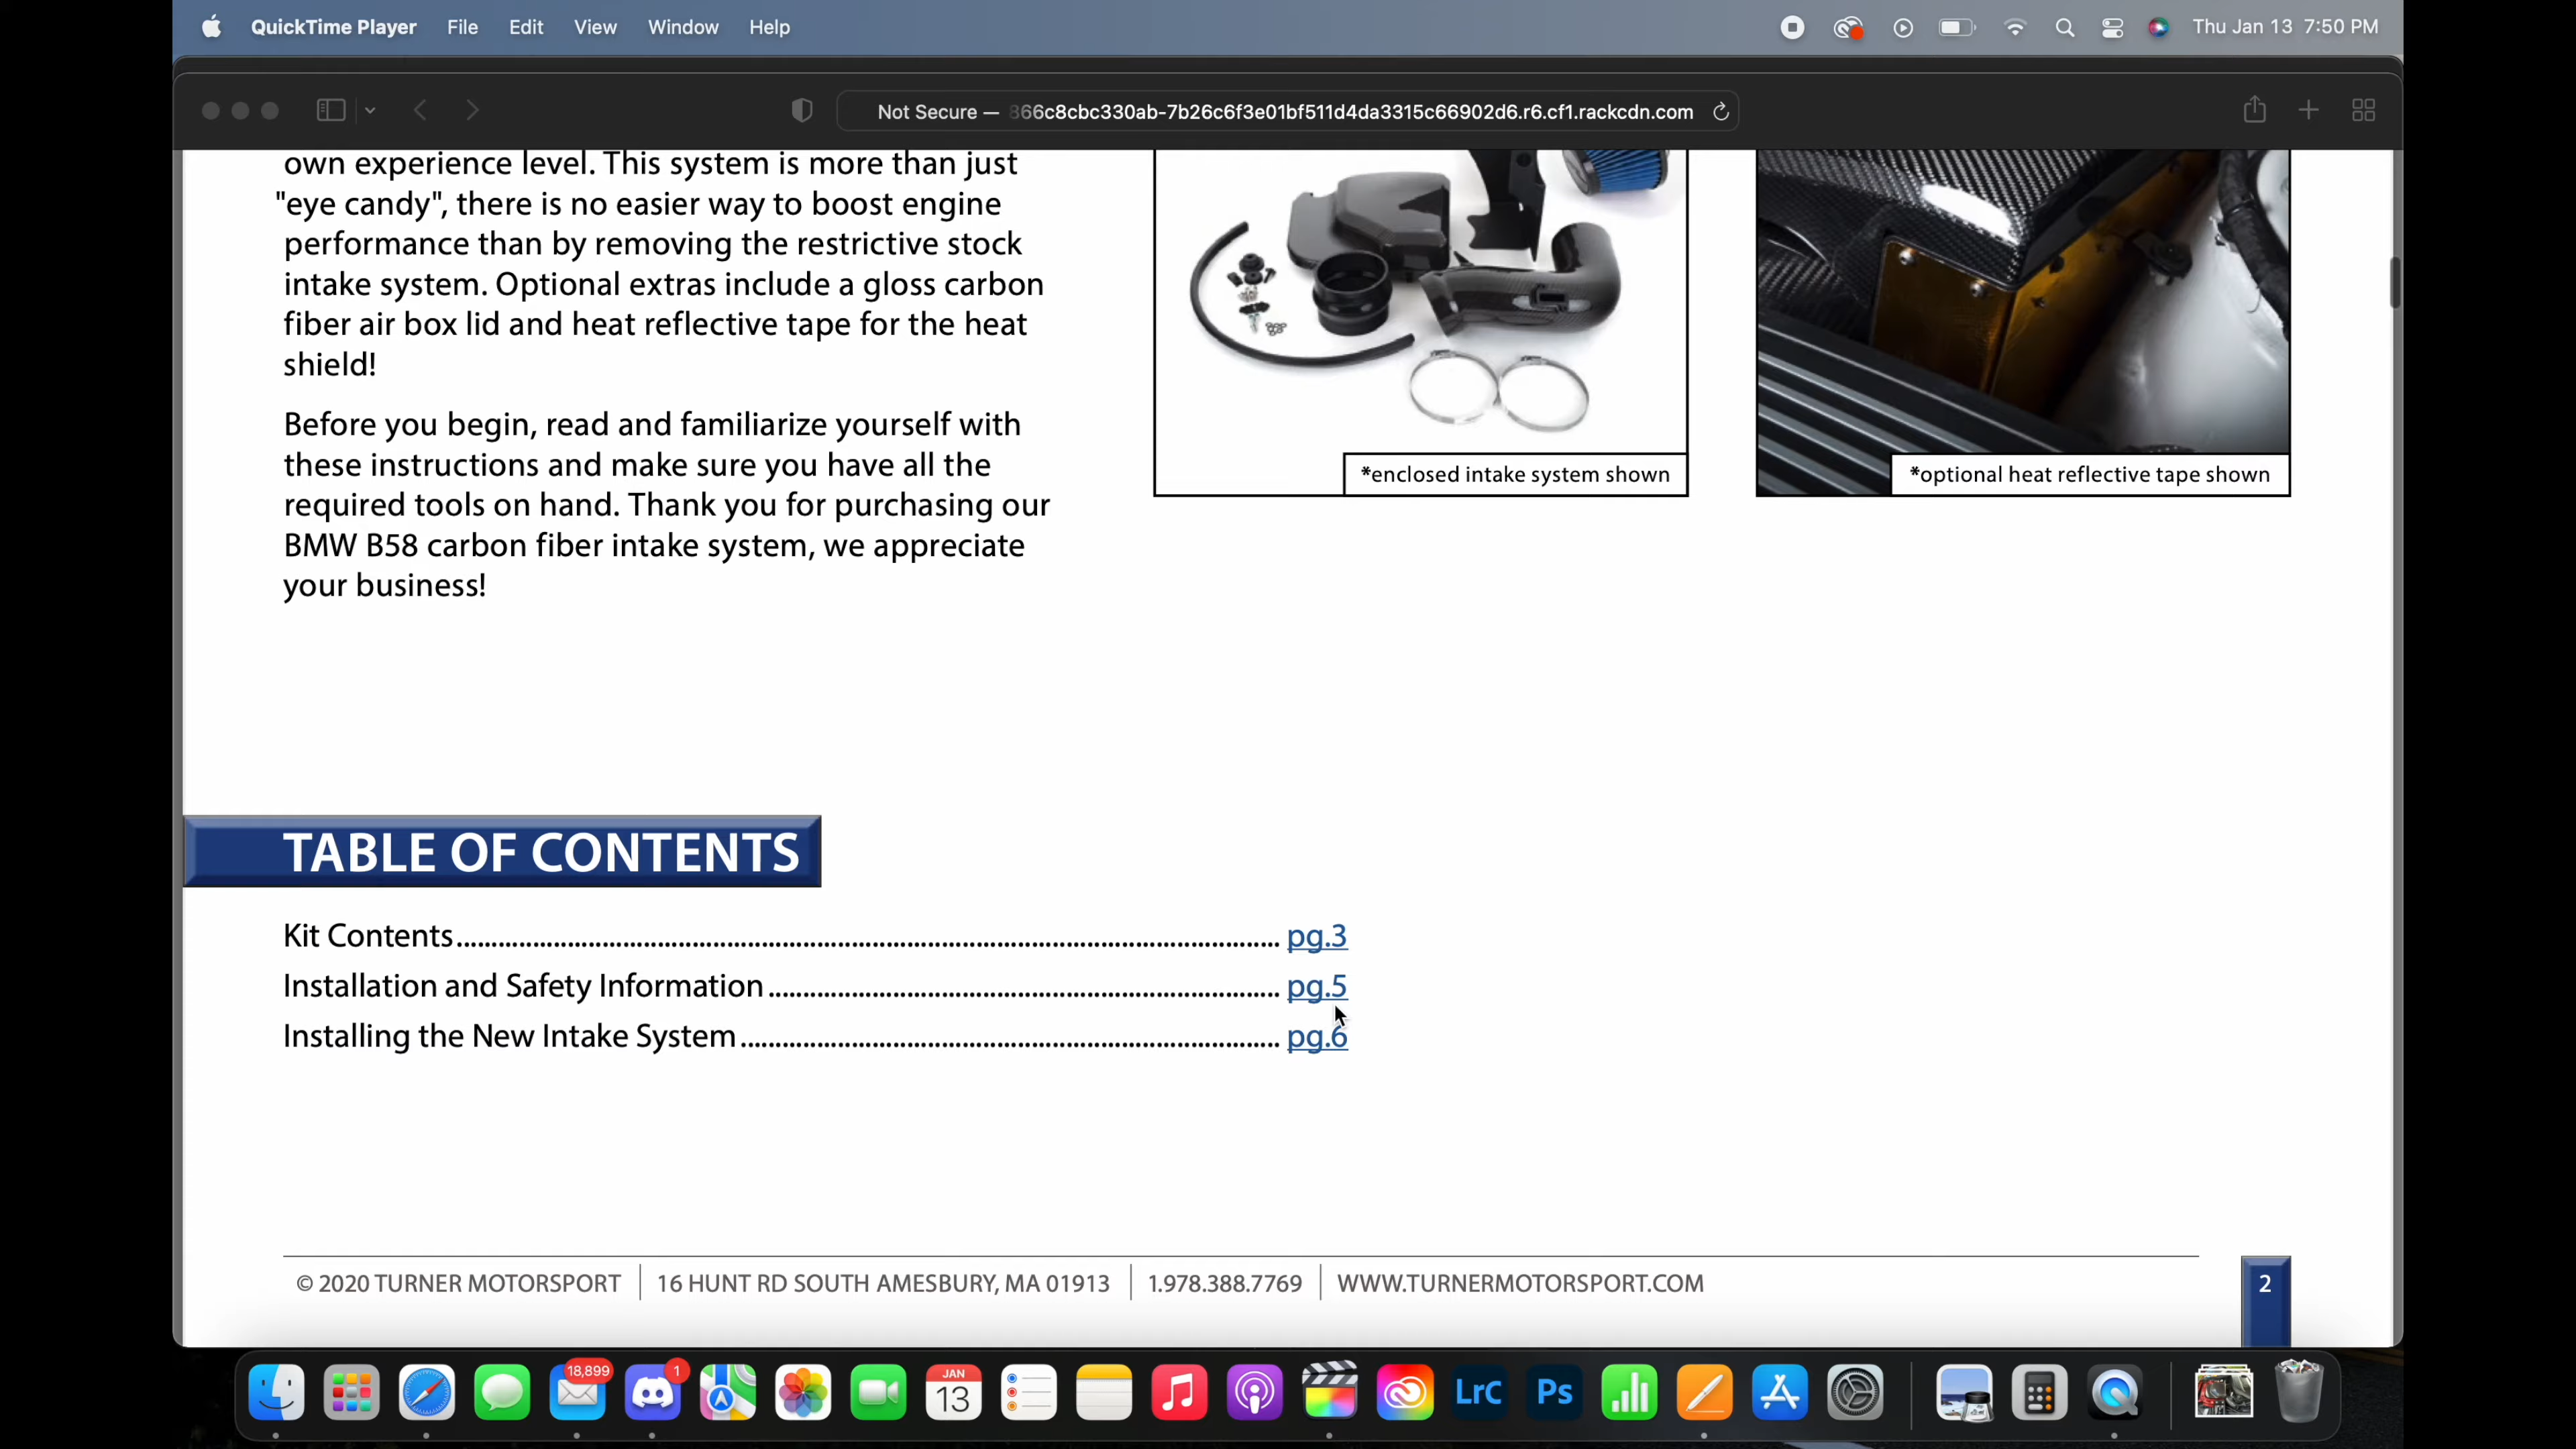 QuickTime Player File Edit View Window Help Thu Jan 13 7:50 PM
Not Secure — 866c8cbc330ab-7b26c6f3e01bf511d4da3315c66902d6.r6.cf1.rackcdn.com
own experience level. This system is more than just
"eye candy", there is no easier way to boost engine
performance than by removing the restrictive stock
intake system. Optional extras include a gloss carbon
fiber air box lid and heat reflective tape for the heat
shield!
Before you begin, read and familiarize yourself with
these instructions and make sure you have all the
required tools on hand. Thank you for purchasing our
BMW B58 carbon fiber intake system, we appreciate
your business!
*enclosed intake system shown
*optional heat reflective tape shown
TABLE OF CONTENTS
Kit Contents........................................................................................................................ pg.3
Installation and Safety Information.......................................................................... pg.5
Installing the New Intake System.............................................................................. pg.6
© 2020 TURNER MOTORSPORT 16 HUNT RD SOUTH AMESBURY, MA 01913 1.978.388.7769 WWW.TURNERMOTORSPORT.COM
2
18,899 1 JAN
13 LrC Ps